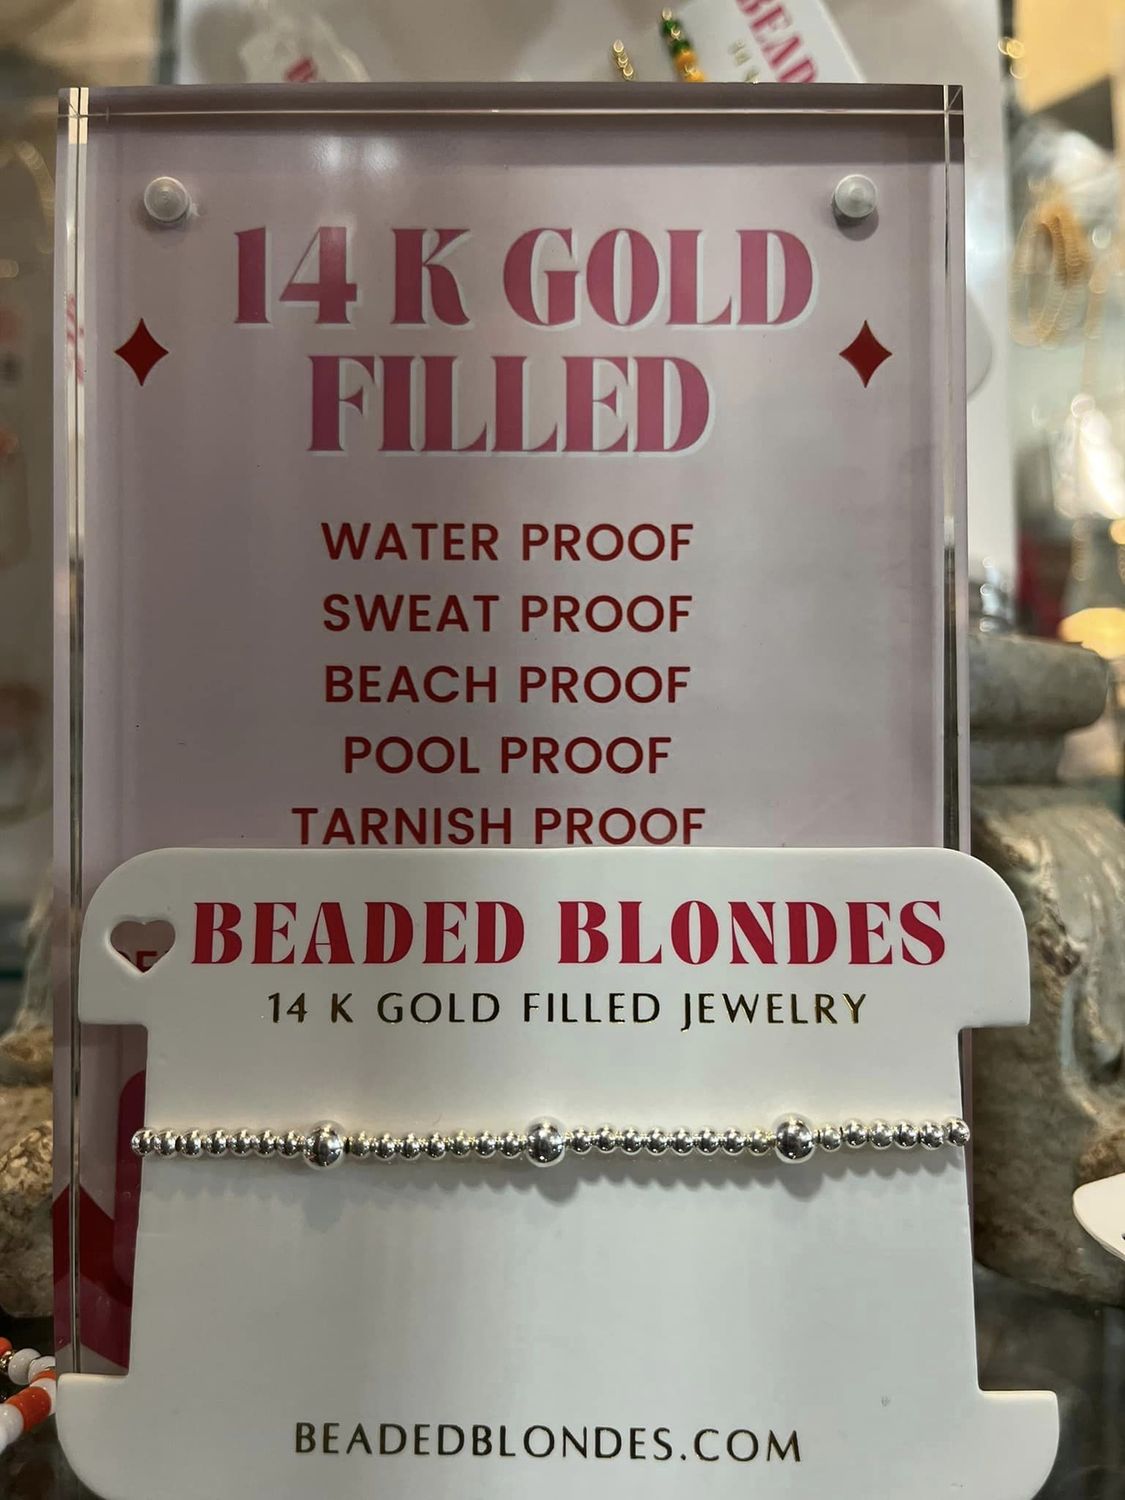 BEAD
14 K GOLD
FILLED
WATER PROOF
SWEAT PROOF
BEACH PROOF
POOL PROOF
TARNISH PROOF
BEADED BLONDES
14 K GOLD FILLED JEWELRY
BEADEDBLONDES.COM